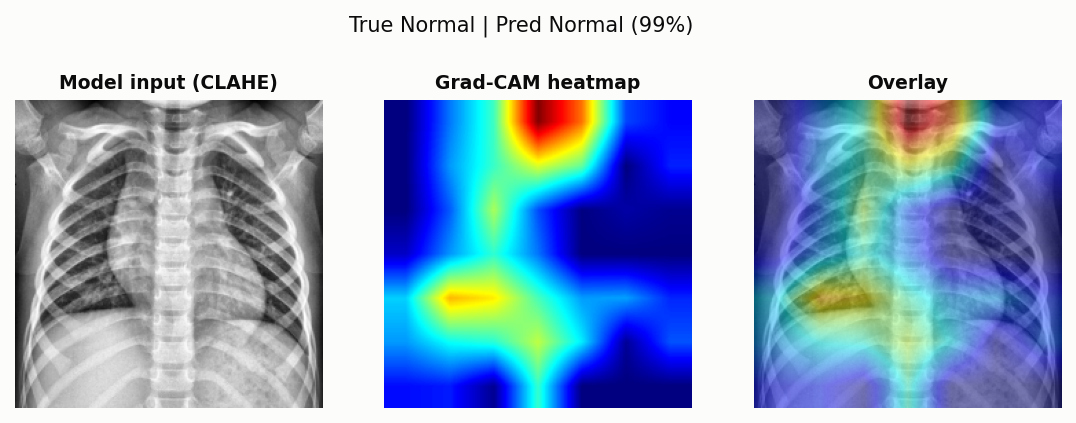 True Normal | Pred Normal (99%)
Model input (CLAHE)
Grad-CAM heatmap
Overlay